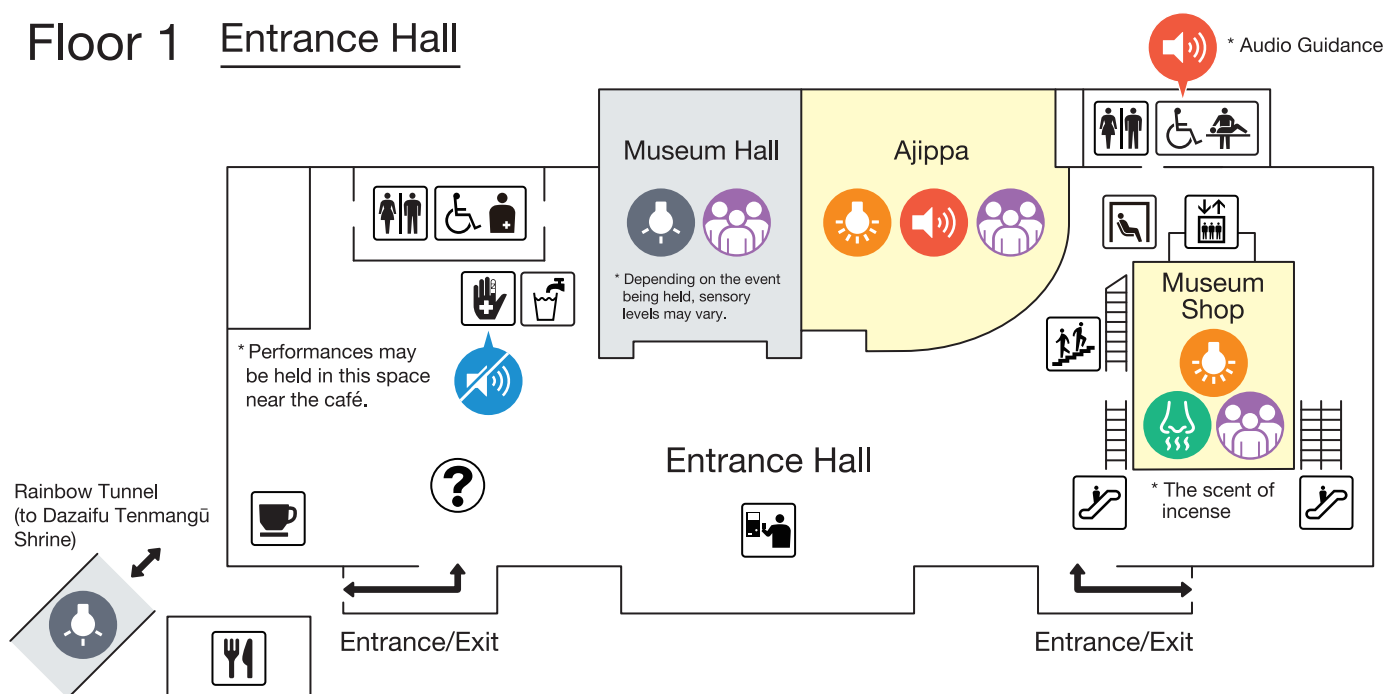 Floor 1 Entrance Hall
* Audio Guidance
Museum Hall
Ajippa
* Depending on the event
being held, sensory
levels may vary.
Museum
Shop
* Performances may
be held in this space
near the café.
?
Entrance Hall
* The scent of
incense
Rainbow Tunnel
(to Dazaifu Tenmangū
Shrine)
Entrance/Exit
Entrance/Exit